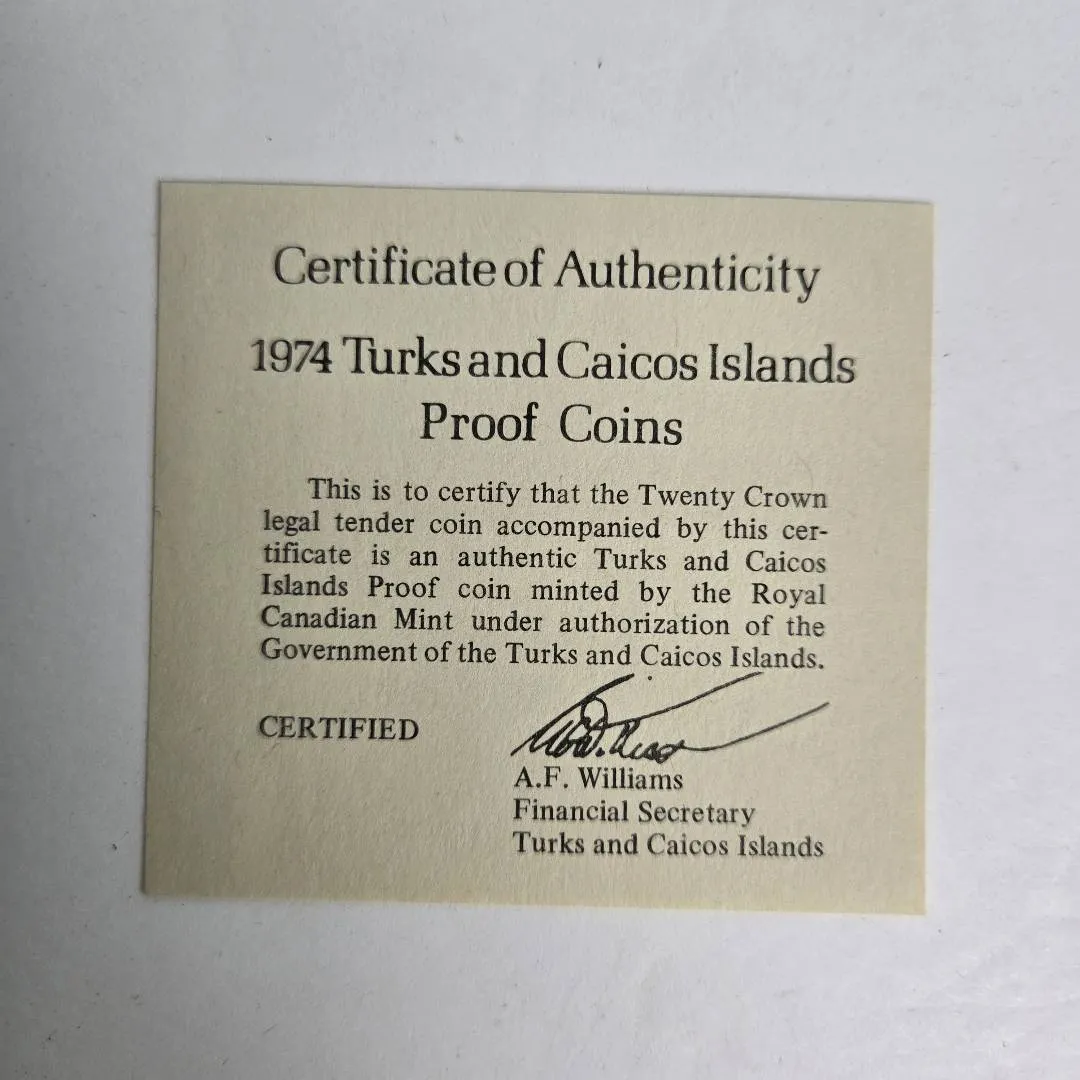 Certificate of Authenticity
1974 Turks and Caicos Islands
Proof Coins
This is to certify that the Twenty Crown
legal tender coin accompanied by this cer-
tificate is an authentic Turks and Caicos
Islands Proof coin minted by the Royal
Canadian Mint under authorization of the
Government of the Turks and Caicos Islands.
CERTIFIED
A.F. Williams
Financial Secretary
Turks and Caicos Islands